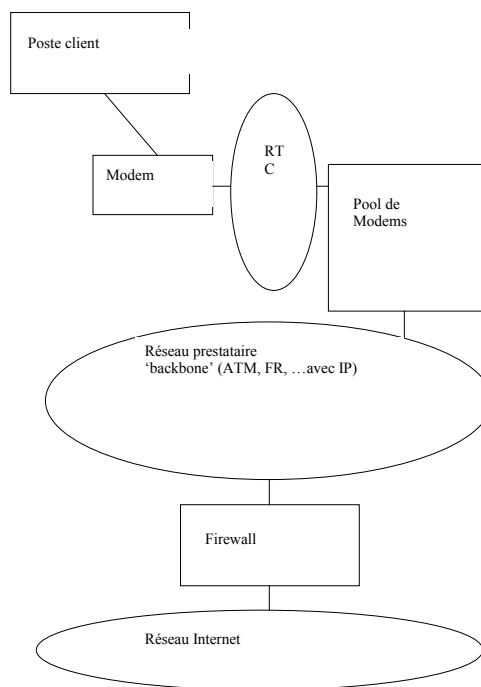 Poste client
RT
C
Modem
Pool de
Modems
Réseau prestataire
‘backbone’ (ATM, FR, …avec IP)
Firewall
Réseau Internet